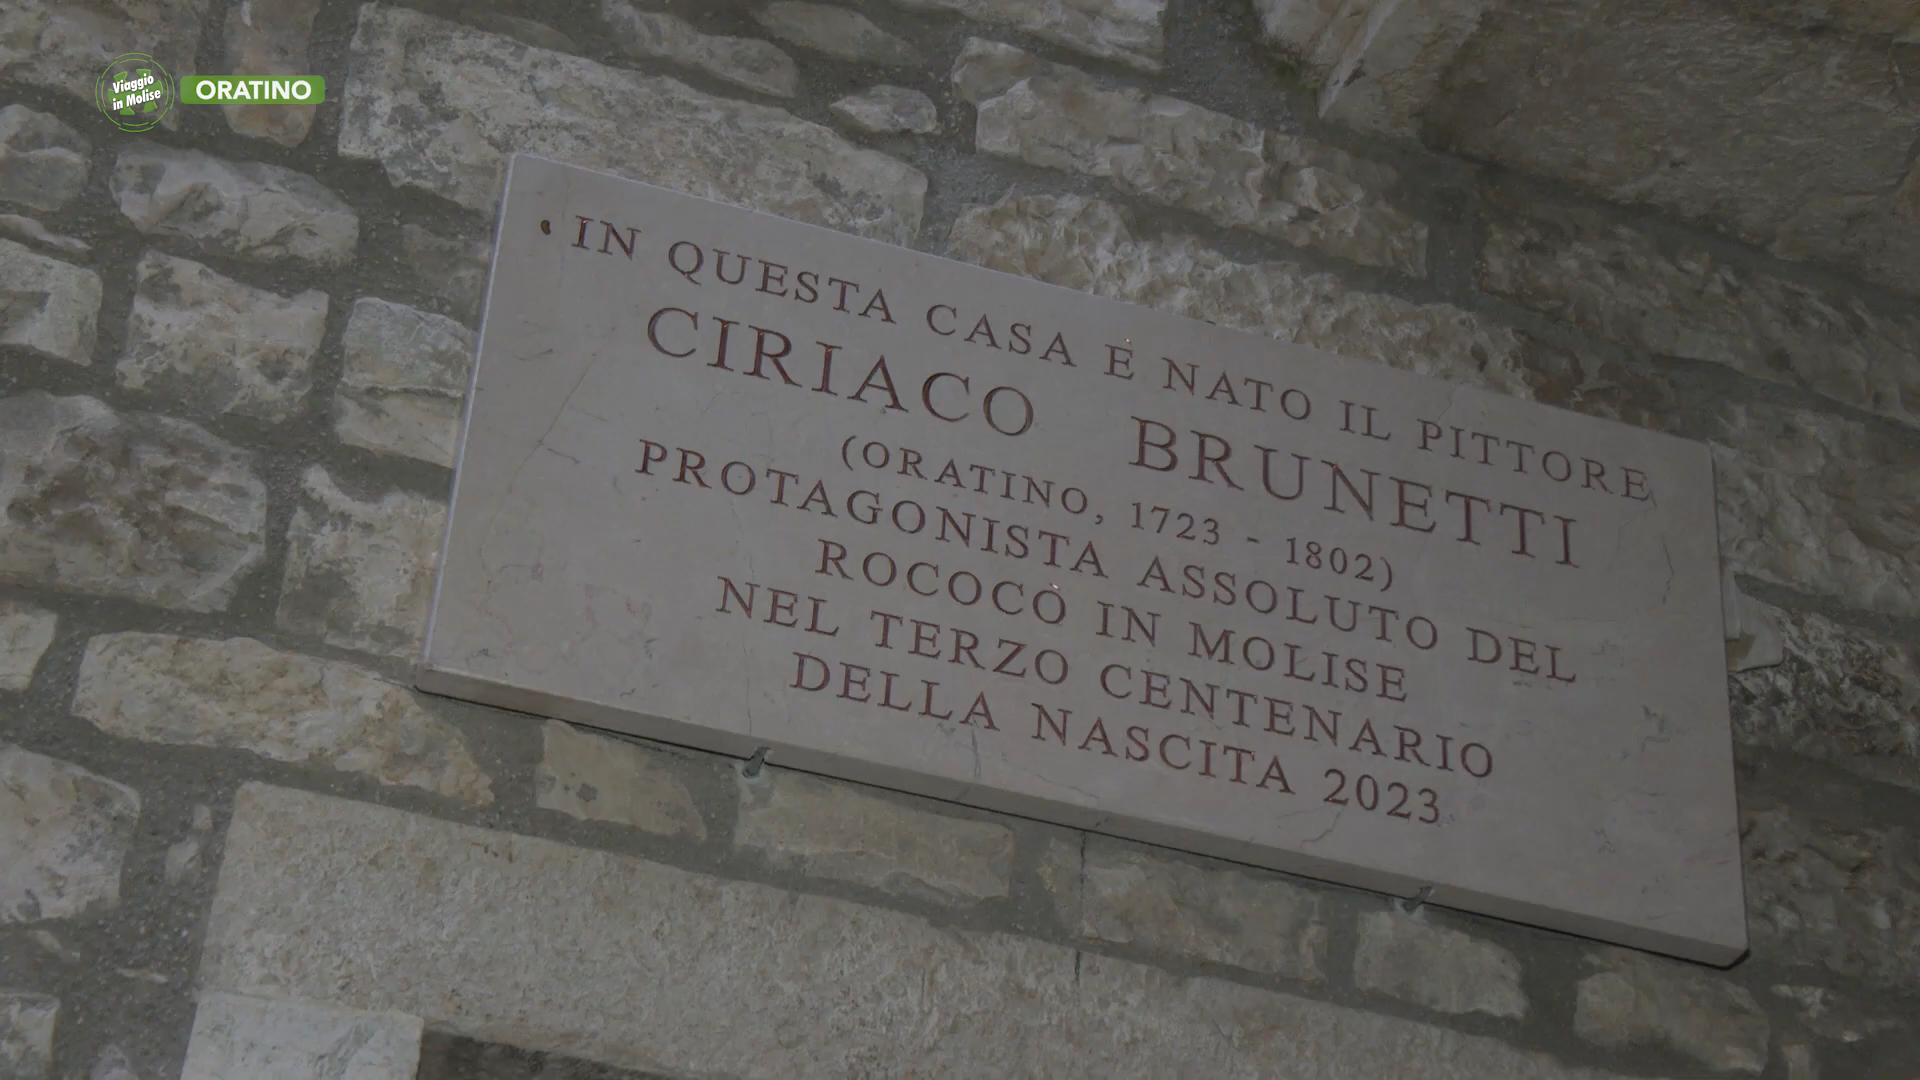 Viaggio
in Molise
ORATINO
IN QUESTA CASA È NATO IL PITTORE
CIRIACO BRUNETTI
(ORATINO, 1723 - 1802)
PROTAGONISTA ASSOLUTO DEL
ROCOCÒ IN MOLISE
NEL TERZO CENTENARIO
DELLA NASCITA 2023